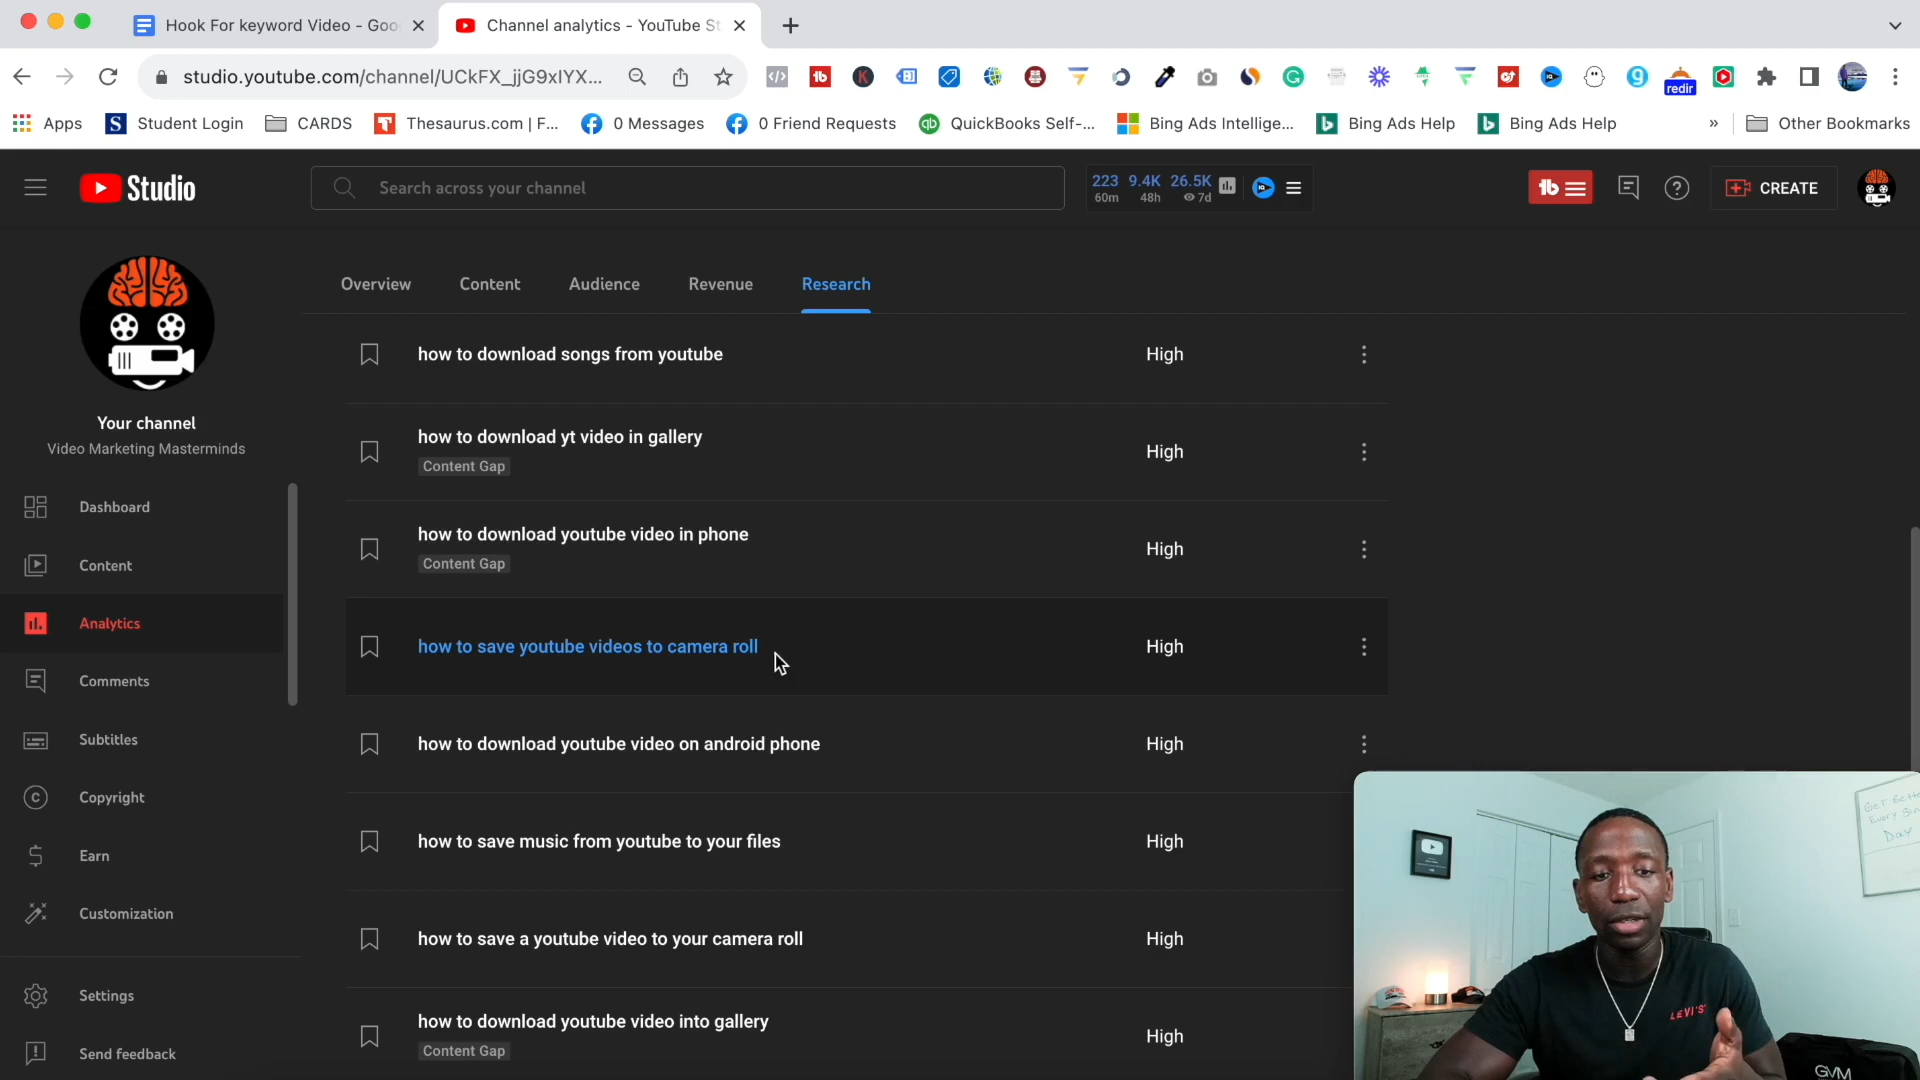 Hook For keyword Video - Goo
Channel analytics - YouTube St
studio.youtube.com/channel/UCkFX_jjG9xIYX...
redir
Apps
Student Login
CARDS
Thesaurus.com | F...
0 Messages
0 Friend Requests
QuickBooks Self-...
Bing Ads Intellige...
Bing Ads Help
Bing Ads Help
»
Other Bookmarks
Studio
Search across your channel
223 9.4K 26.5K
60m 48h 7d
CREATE
Your channel
Video Marketing Masterminds
Dashboard
Content
Analytics
Comments
Subtitles
Copyright
Earn
Customization
Settings
Send feedback
Overview Content Audience Revenue Research
how to download songs from youtube High
how to download yt video in gallery High
Content Gap
how to download youtube video in phone High
Content Gap
how to save youtube videos to camera roll High
how to download youtube video on android phone High
how to save music from youtube to your files High
how to save a youtube video to your camera roll High
how to download youtube video into gallery High
Content Gap
Day
LEVI'S
GVM